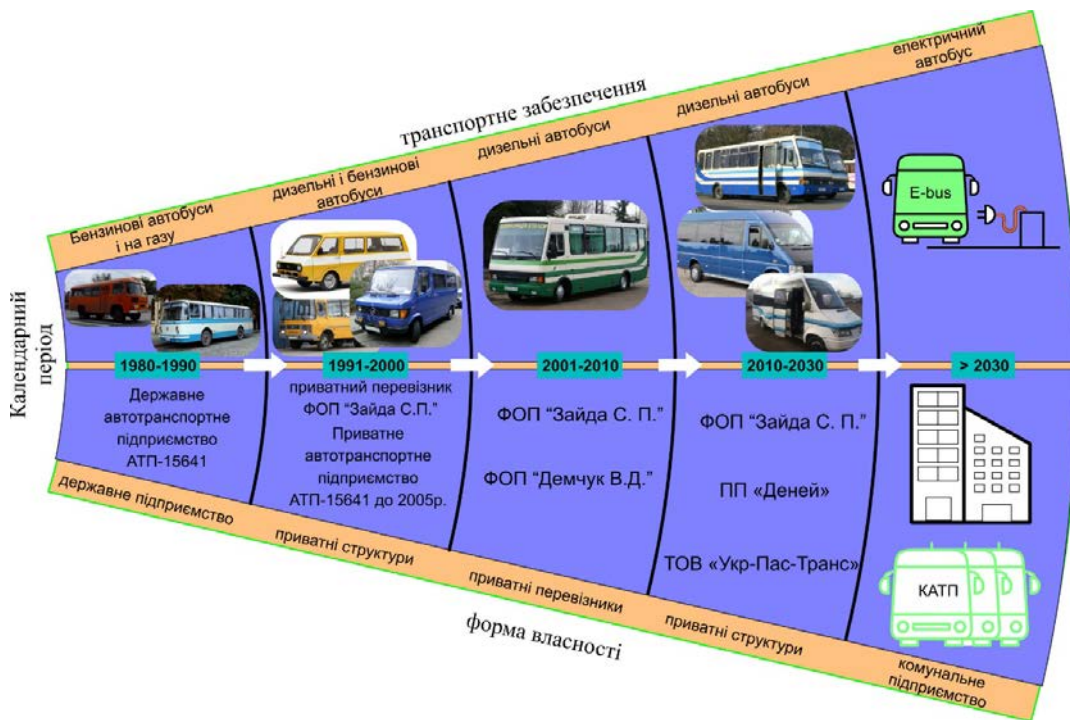 транспортне забезпечення
Бензинові автобуси
і на газу
дизельні і бензинові
автобуси
дизельні автобуси
дизельні автобуси
електричний
автобус
E-bus
Календарний
період
1980-1990
1991-2000
2001-2010
2010-2030
> 2030
Державне
автотранспортне
підприємство
АТП-15641
приватний перевізник
ФОП “Зайда С.П.”
Приватне
автотранспортне
підприємство
АТП-15641 до 2005р.
ФОП “Зайда С. П.”
ФОП “Демчук В.Д.”
ФОП “Зайда С. П.”
ПП «Деней»
ТОВ «Укр-Пас-Транс»
КАТП
державне підприємство
приватні структури
приватні перевізники
приватні структури
комунальне
підприємство
форма власності